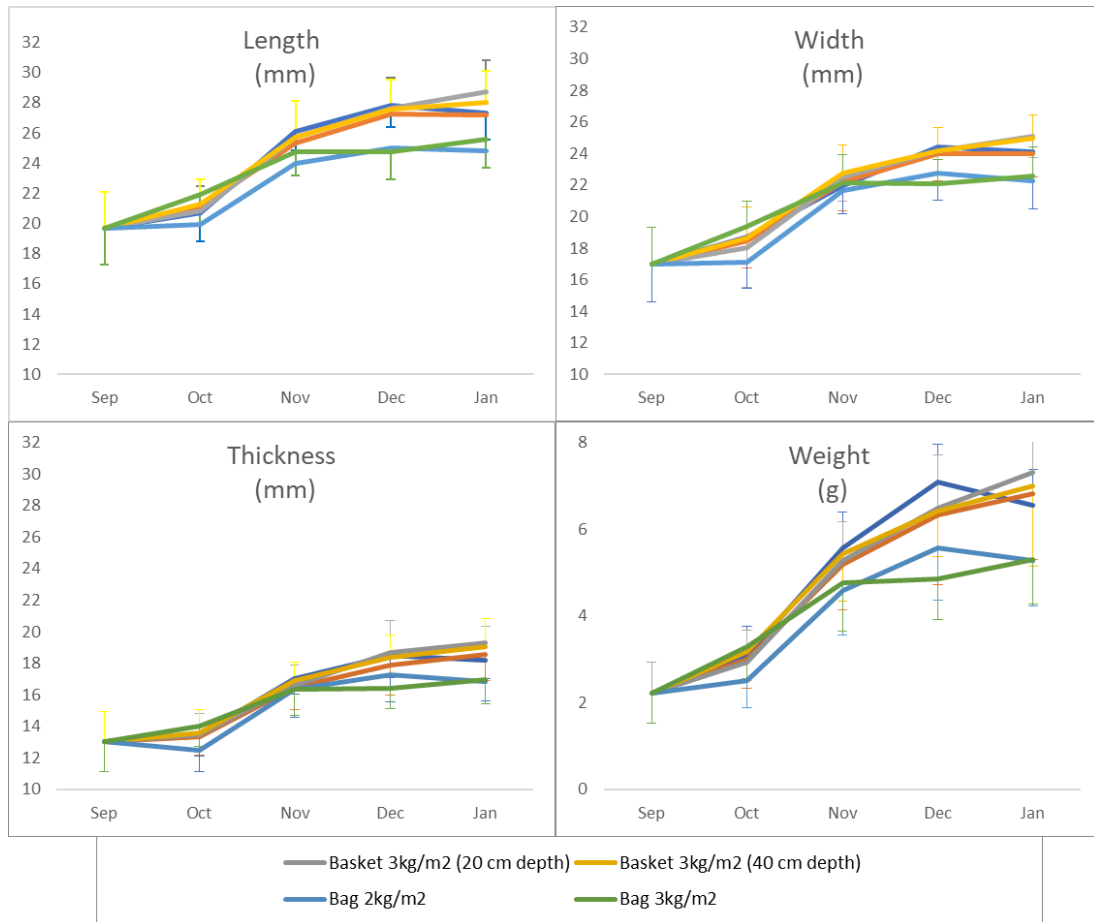 Length
(mm)
32
30
28
26
24
22
20
18
16
14
12
10
Sep Oct Nov Dec Jan
Width
(mm)
32
30
28
26
24
22
20
18
16
14
12
10
Sep Oct Nov Dec Jan
Thickness
(mm)
32
30
28
26
24
22
20
18
16
14
12
10
Sep Oct Nov Dec Jan
Weight
(g)
8
6
4
2
0
Sep Oct Nov Dec Jan
Basket 3kg/m2 (20 cm depth) Basket 3kg/m2 (40 cm depth)
Bag 2kg/m2 Bag 3kg/m2